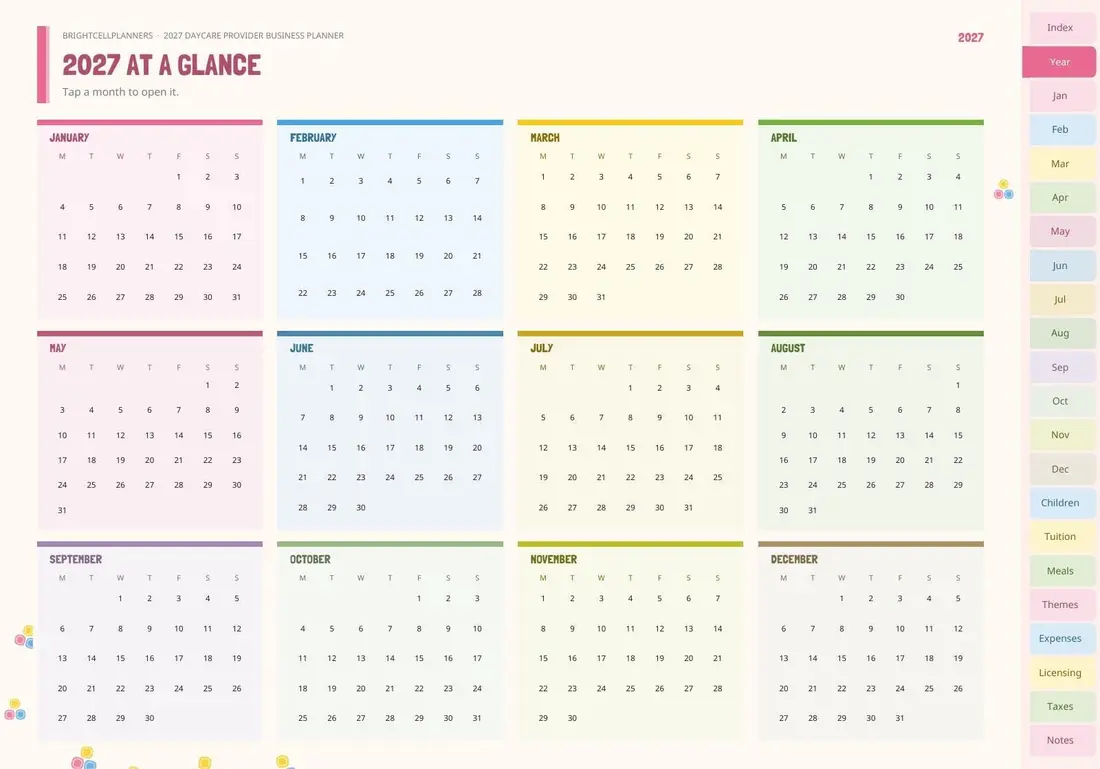 BRIGHTCELLPLANNERS · 2027 DAYCARE PROVIDER BUSINESS PLANNER
2027
2027 AT A GLANCE
Tap a month to open it.
JANUARY
M T W T F S S
1 2 3
4 5 6 7 8 9 10
11 12 13 14 15 16 17
18 19 20 21 22 23 24
25 26 27 28 29 30 31
FEBRUARY
M T W T F S S
1 2 3 4 5 6 7
8 9 10 11 12 13 14
15 16 17 18 19 20 21
22 23 24 25 26 27 28
MARCH
M T W T F S S
1 2 3 4 5 6 7
8 9 10 11 12 13 14
15 16 17 18 19 20 21
22 23 24 25 26 27 28
29 30 31
APRIL
M T W T F S S
1 2 3 4
5 6 7 8 9 10 11
12 13 14 15 16 17 18
19 20 21 22 23 24 25
26 27 28 29 30
MAY
M T W T F S S
1 2
3 4 5 6 7 8 9
10 11 12 13 14 15 16
17 18 19 20 21 22 23
24 25 26 27 28 29 30
31
JUNE
M T W T F S S
1 2 3 4 5 6
7 8 9 10 11 12 13
14 15 16 17 18 19 20
21 22 23 24 25 26 27
28 29 30
JULY
M T W T F S S
1 2 3 4
5 6 7 8 9 10 11
12 13 14 15 16 17 18
19 20 21 22 23 24 25
26 27 28 29 30 31
AUGUST
M T W T F S S
1
2 3 4 5 6 7 8
9 10 11 12 13 14 15
16 17 18 19 20 21 22
23 24 25 26 27 28 29
30 31
SEPTEMBER
M T W T F S S
1 2 3 4 5
6 7 8 9 10 11 12
13 14 15 16 17 18 19
20 21 22 23 24 25 26
27 28 29 30
OCTOBER
M T W T F S S
1 2 3
4 5 6 7 8 9 10
11 12 13 14 15 16 17
18 19 20 21 22 23 24
25 26 27 28 29 30 31
NOVEMBER
M T W T F S S
1 2 3 4 5 6 7
8 9 10 11 12 13 14
15 16 17 18 19 20 21
22 23 24 25 26 27 28
29 30
DECEMBER
M T W T F S S
1 2 3 4 5
6 7 8 9 10 11 12
13 14 15 16 17 18 19
20 21 22 23 24 25 26
27 28 29 30 31
Index
Year
Jan
Feb
Mar
Apr
May
Jun
Jul
Aug
Sep
Oct
Nov
Dec
Children
Tuition
Meals
Themes
Expenses
Licensing
Taxes
Notes